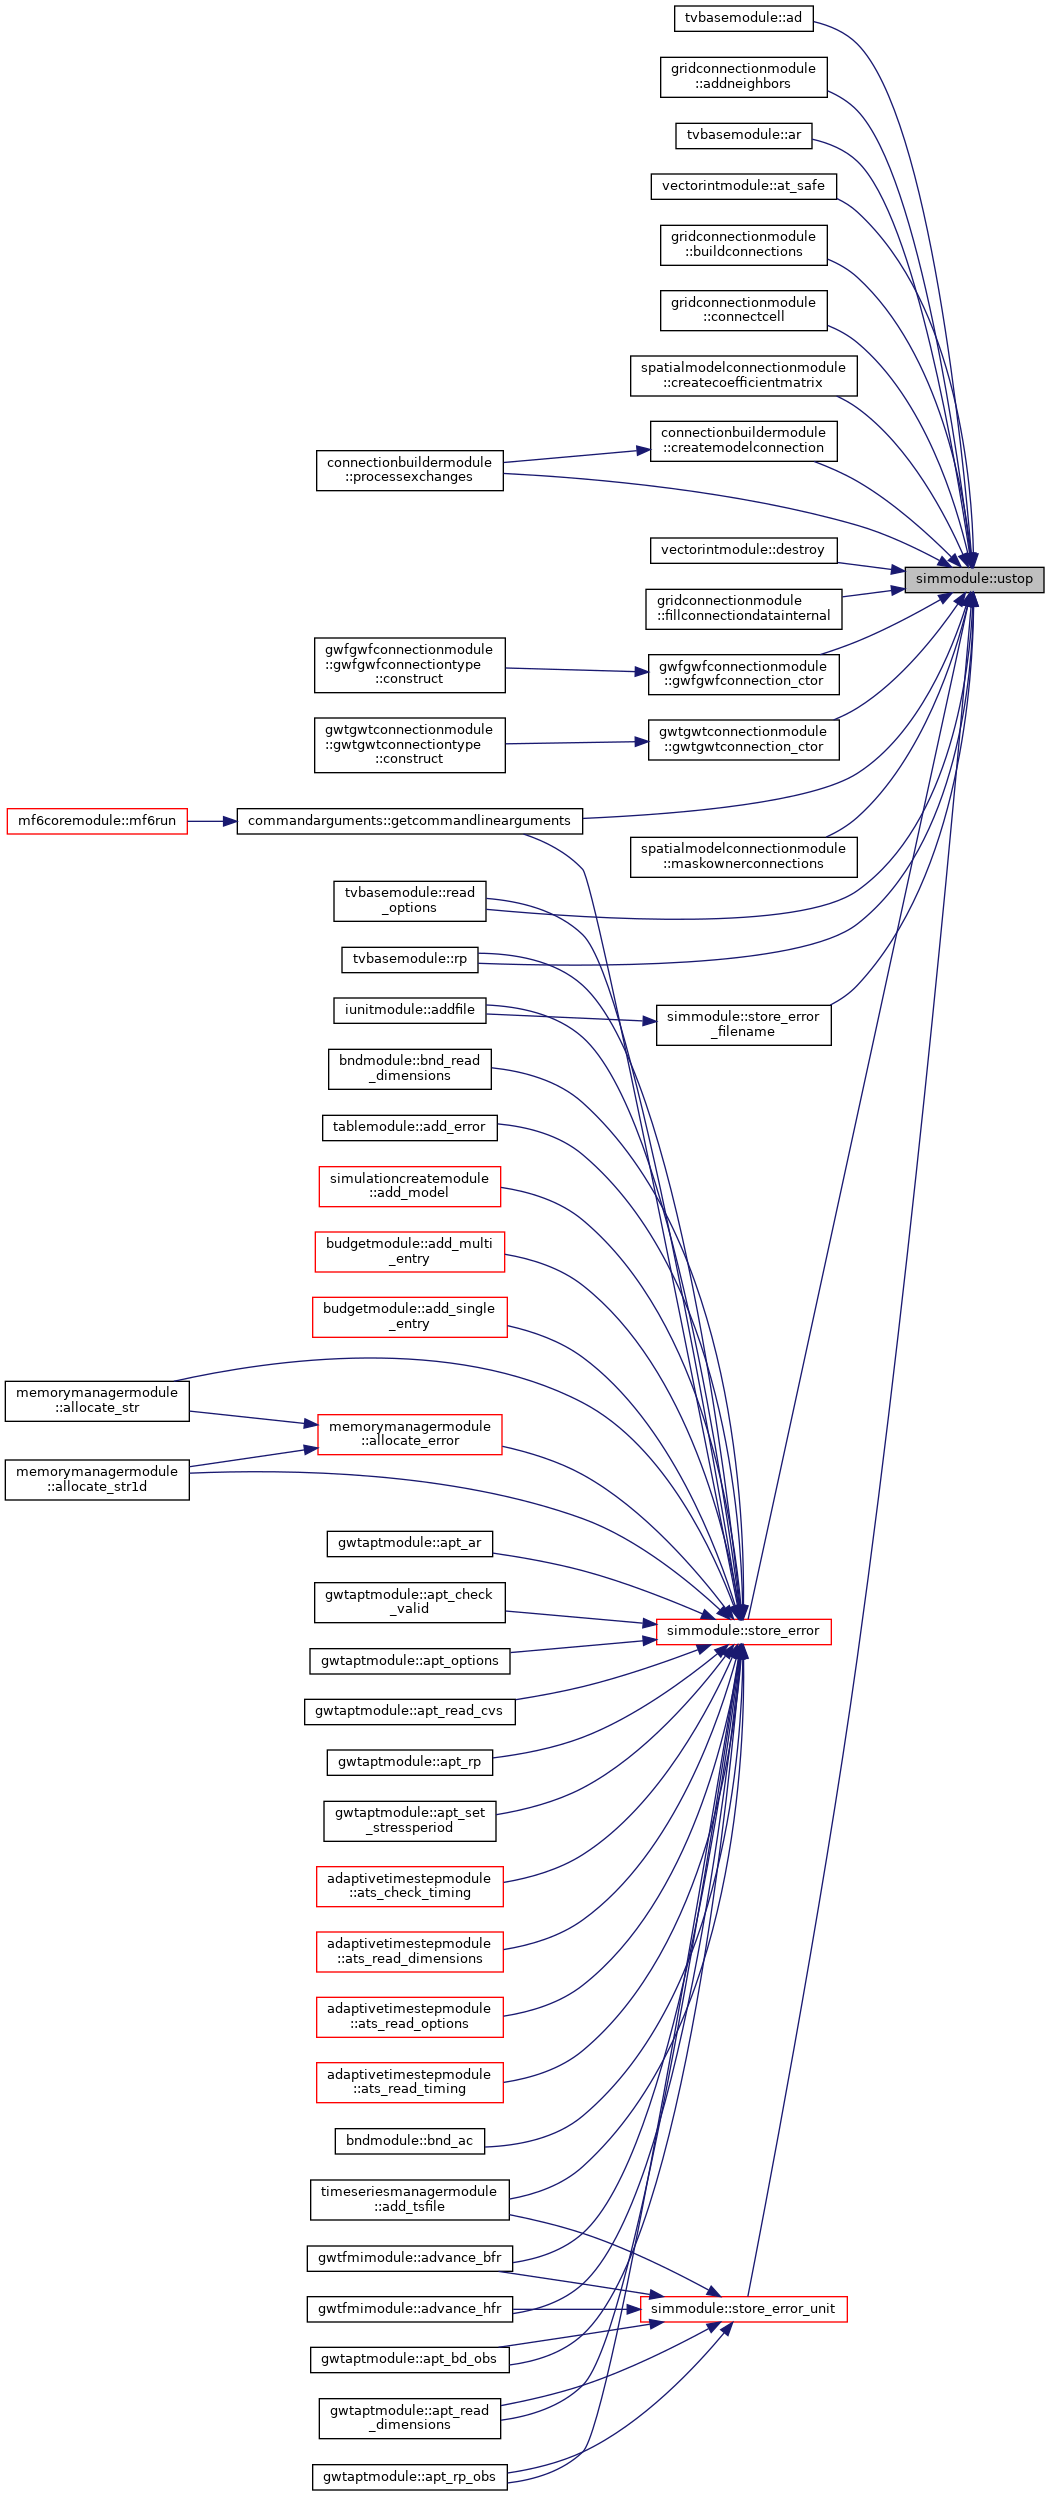 tvbasemodule::ad
gridconnectionmodule
::addneighbors
tvbasemodule::ar
vectorintmodule::at_safe
gridconnectionmodule
::buildconnections
gridconnectionmodule
::connectcell
spatialmodelconnectionmodule
::createcoefficientmatrix
connectionbuildermodule
::createmodelconnection
connectionbuildermodule
::processexchanges
vectorintmodule::destroy
simmodule::ustop
gridconnectionmodule
::fillconnectiondatainternal
gwfgwfconnectionmodule
::gwfgwfconnectiontype
::construct
gwfgwfconnectionmodule
::gwfgwfconnection_ctor
gwtgwtconnectionmodule
::gwtgwtconnectiontype
::construct
gwtgwtconnectionmodule
::gwtgwtconnection_ctor
mf6coremodule::mf6run
commandarguments::getcommandlinearguments
spatialmodelconnectionmodule
::maskownerconnections
tvbasemodule::read
_options
tvbasemodule::rp
iunitmodule::addfile
simmodule::store_error
_filename
bndmodule::bnd_read
_dimensions
tablemodule::add_error
simulationcreatemodule
::add_model
budgetmodule::add_multi
_entry
budgetmodule::add_single
_entry
memorymanagermodule
::allocate_str
memorymanagermodule
::allocate_error
memorymanagermodule
::allocate_str1d
gwtaptmodule::apt_ar
gwtaptmodule::apt_check
_valid
simmodule::store_error
gwtaptmodule::apt_options
gwtaptmodule::apt_read_cvs
gwtaptmodule::apt_rp
gwtaptmodule::apt_set
_stressperiod
adaptivetimestepmodule
::ats_check_timing
adaptivetimestepmodule
::ats_read_dimensions
adaptivetimestepmodule
::ats_read_options
adaptivetimestepmodule
::ats_read_timing
bndmodule::bnd_ac
timeseriesmanagermodule
::add_tsfile
gwtfmimodule::advance_bfr
gwtfmimodule::advance_hfr
simmodule::store_error_unit
gwtaptmodule::apt_bd_obs
gwtaptmodule::apt_read
_dimensions
gwtaptmodule::apt_rp_obs